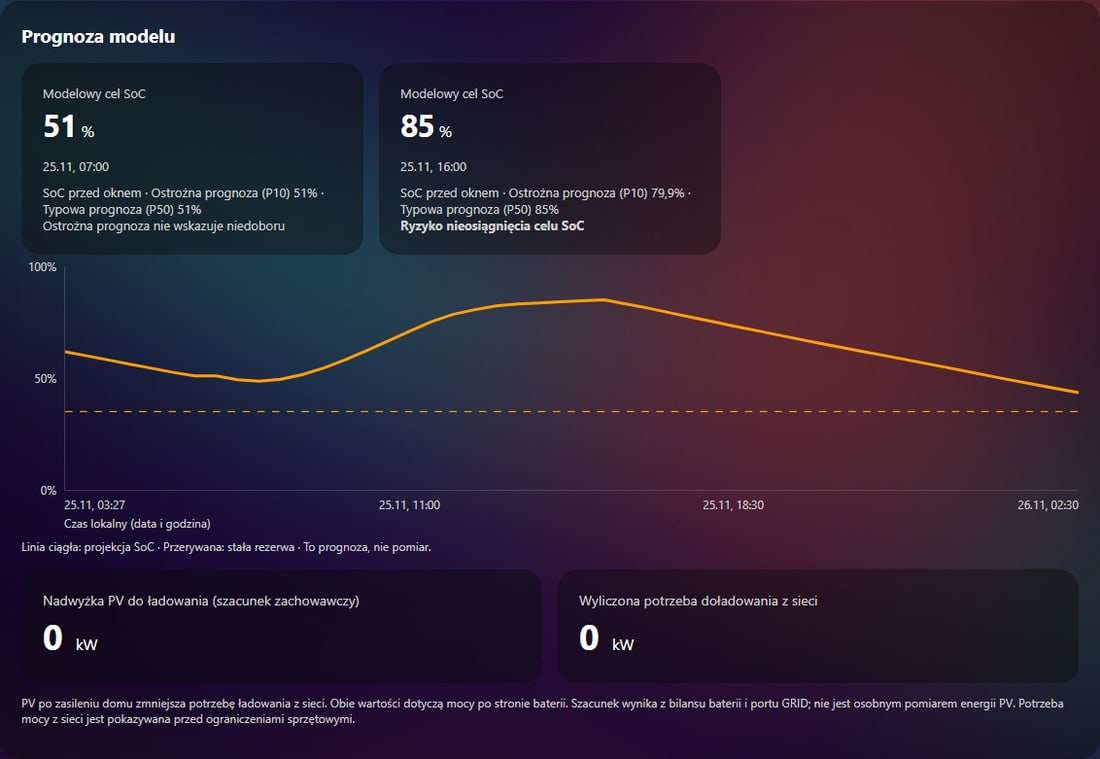 Prognoza modelu
Modelowy cel SoC
51 %
25.11, 07:00
SoC przed oknem · Ostrożna prognoza (P10) 51% ·
Typowa prognoza (P50) 51%
Ostrożna prognoza nie wskazuje niedoboru
Modelowy cel SoC
85 %
25.11, 16:00
SoC przed oknem · Ostrożna prognoza (P10) 79,9% ·
Typowa prognoza (P50) 85%
Ryzyko nieosiągnięcia celu SoC
100%
50%
0%
25.11, 03:27
25.11, 11:00
25.11, 18:30
26.11, 02:30
Czas lokalny (data i godzina)
Linia ciągła: projekcja SoC · Przerywana: stała rezerwa · To prognoza, nie pomiar.
Nadwyżka PV do ładowania (szacunek zachowawczy)
0 kW
Wyliczona potrzeba doładowania z sieci
0 kW
PV po zasileniu domu zmniejsza potrzebę ładowania z sieci. Obie wartości dotyczą mocy po stronie baterii. Szacunek wynika z bilansu baterii i portu GRID; nie jest osobnym pomiarem energii PV. Potrzeba
mocy z sieci jest pokazywana przed ograniczeniami sprzętowymi.